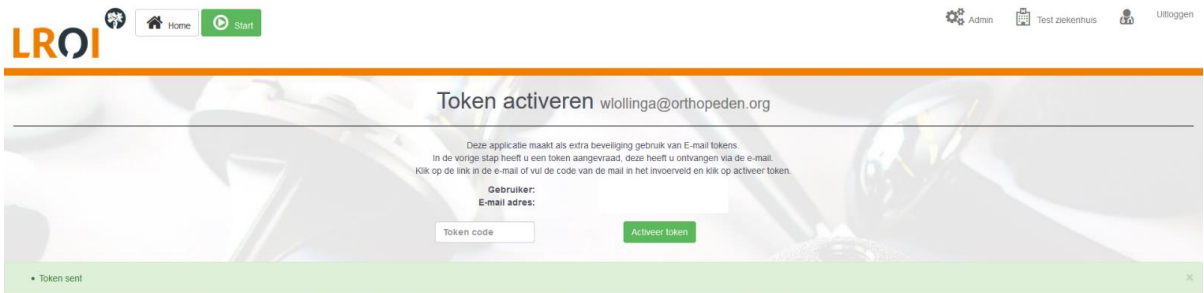 LROI
Home
Start
Admin
Test ziekenhuis
Uitloggen
Token activeren wlollinga@orthopeden.org
Deze applicatie maakt als extra beveiliging gebruik van E-mail tokens.
In de vorige stap heeft u een token aangevraad, deze heeft u ontvangen via de e-mail.
Klik op de link in de e-mail of vul de code van de mail in het invoerveld en klik op activeer token.
Gebruiker:
E-mail adres:
Token code
Activeer token
Token sent